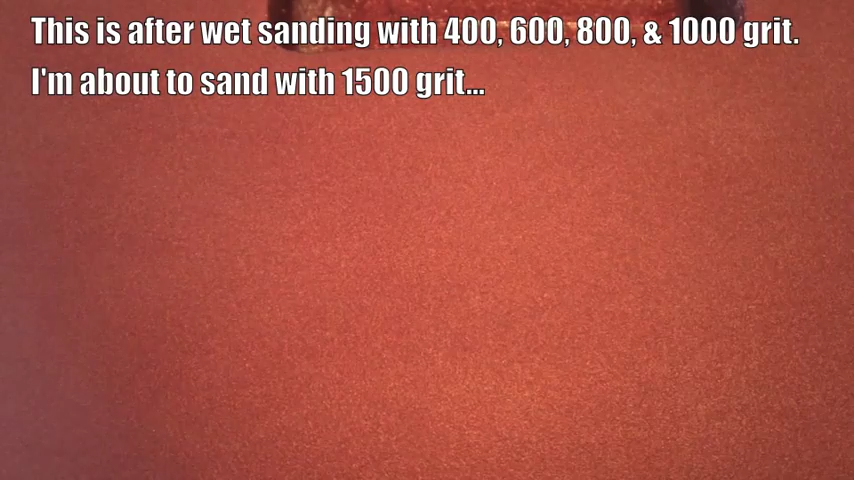 This is after wet sanding with 400, 600, 800, & 1000 grit.
I'm about to sand with 1500 grit...